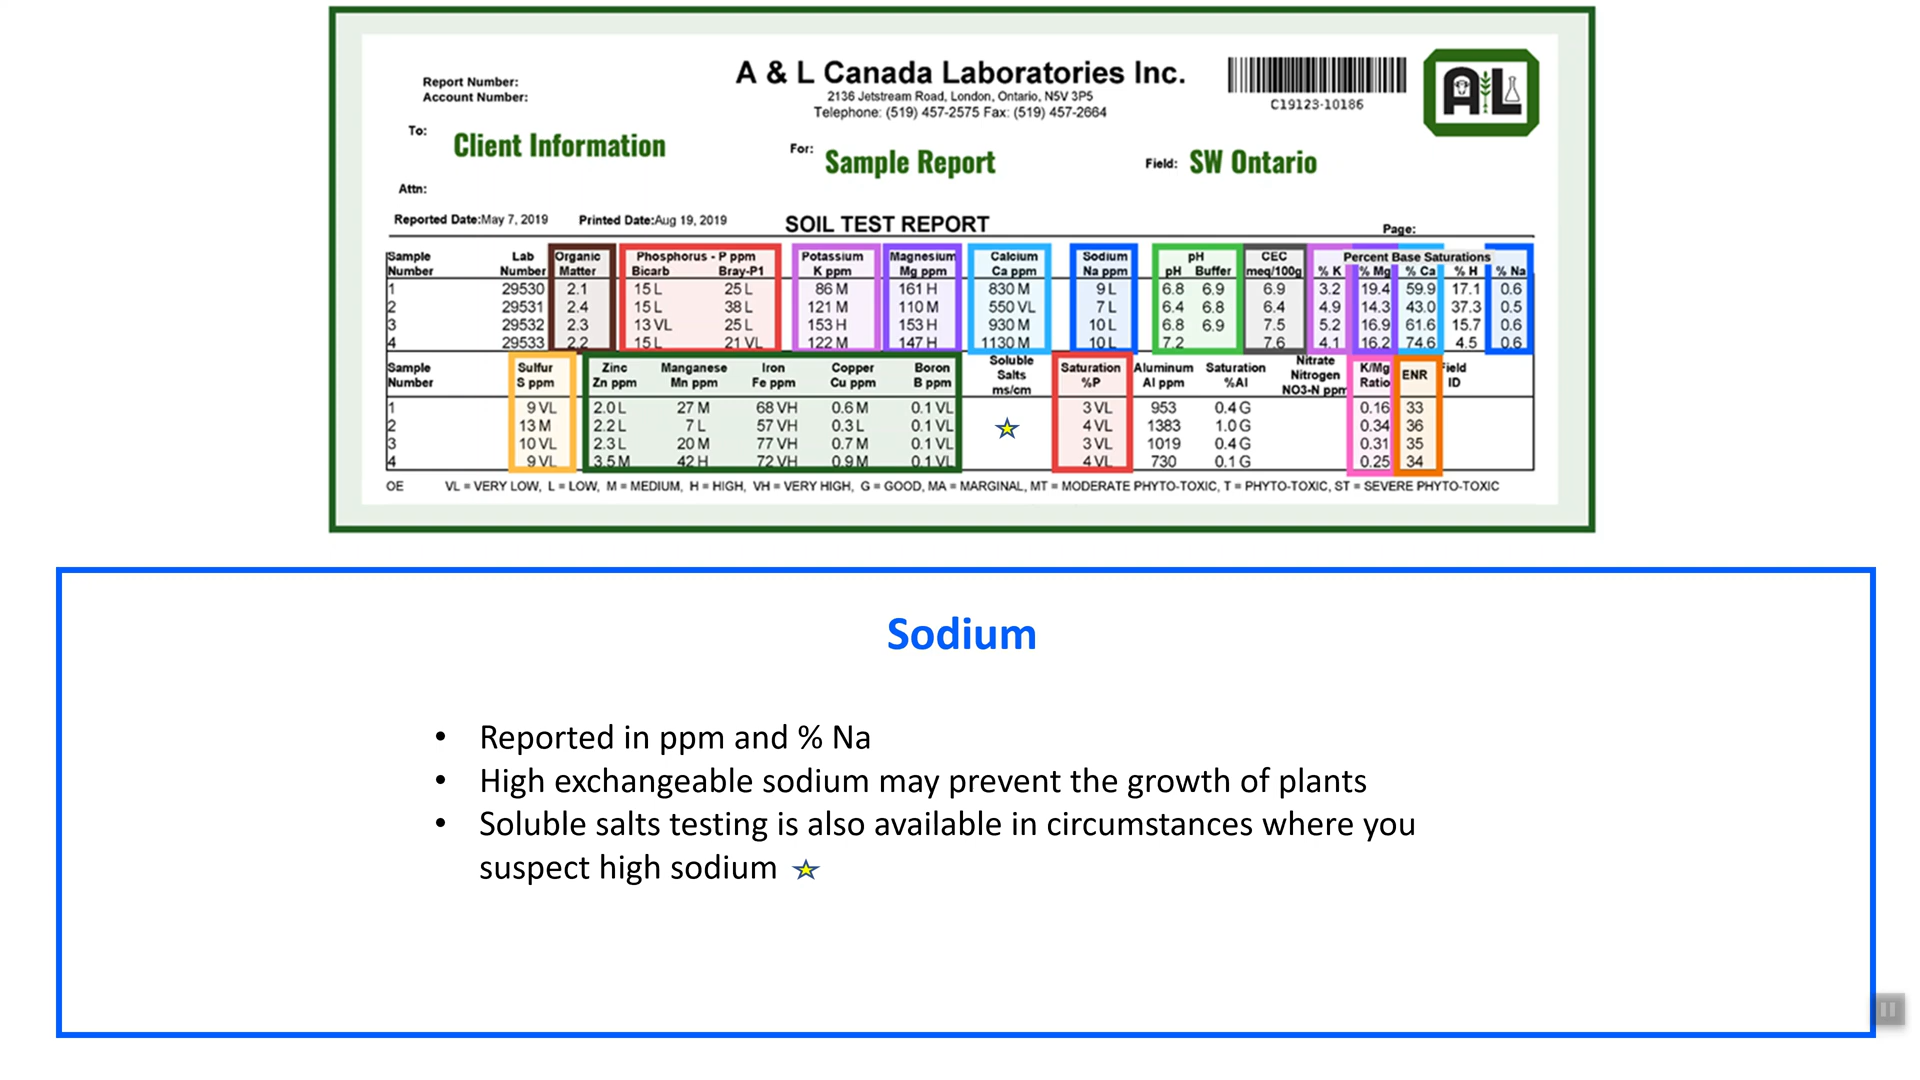 Report Number:
Account Number:
A & L Canada Laboratories Inc.
2136 Jetstream Road, London, Ontario, N5V 3P5
Telephone: (519) 457-2575 Fax: (519) 457-2664
C19123-10186
A L
To: Client Information
For: Sample Report
Field: SW Ontario
Attn:
Reported Date:May 7, 2019 Printed Date:Aug 19, 2019 SOIL TEST REPORT Page:
Sample Lab Organic Phosphorus - P ppm Potassium Magnesium Calcium Sodium pH CEC Percent Base Saturations
Number Number Matter Bicarb Bray-P1 K ppm Mg ppm Ca ppm Na ppm pH Buffer meq/100g % K % Mg % Ca % H % Na
1 29530 2.1 15 L 25 L 86 M 161 H 830 M 9 L 6.8 6.9 6.9 3.2 19.4 59.9 17.1 0.6
2 29531 2.4 15 L 38 L 121 M 110 M 550 VL 7 L 6.4 6.8 6.4 4.9 14.3 43.0 37.3 0.5
3 29532 2.3 13 VL 25 L 153 H 153 H 930 M 10 L 6.8 6.9 7.5 5.2 16.9 61.6 15.7 0.6
4 29533 2.2 15 L 21 VL 122 M 147 H 1130 M 10 L 7.2 7.6 4.1 16.2 74.6 4.5 0.6
Sample Sulfur Zinc Manganese Iron Copper Boron Soluble Saturation Aluminum Saturation Nitrate K/Mg ENR Field
Number S ppm Zn ppm Mn ppm Fe ppm Cu ppm B ppm Salts %P Al ppm %Al Nitrogen Ratio ID
ms/cm NO3-N ppm
1 9 VL 2.0 L 27 M 68 VH 0.6 M 0.1 VL 3 VL 953 0.4 G 0.16 33
2 13 M 2.2 L 7 L 57 VH 0.3 L 0.1 VL 4 VL 1383 1.0 G 0.34 36
3 10 VL 2.3 L 20 M 77 VH 0.7 M 0.1 VL 3 VL 1019 0.4 G 0.31 35
4 9 VL 3.5 M 42 H 72 VH 0.9 M 0.1 VL 4 VL 730 0.1 G 0.25 34
OE VL = VERY LOW, L = LOW, M = MEDIUM, H = HIGH, VH = VERY HIGH, G = GOOD, MA = MARGINAL, MT = MODERATE PHYTO-TOXIC, T = PHYTO-TOXIC, ST = SEVERE PHYTO-TOXIC
Sodium
• Reported in ppm and % Na
• High exchangeable sodium may prevent the growth of plants
• Soluble salts testing is also available in circumstances where you
suspect high sodium